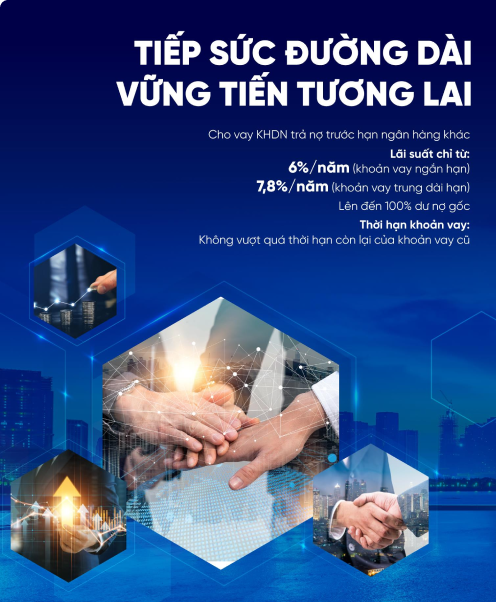 TIẾP SỨC ĐƯỜNG DÀI
VỮNG TIẾN TƯƠNG LAI
Cho vay KHDN trả nợ trước hạn ngân hàng khác
Lãi suất chỉ từ:
6%/năm (khoản vay ngắn hạn)
7,8%/năm (khoản vay trung dài hạn)
Lên đến 100% dư nợ gốc
Thời hạn khoản vay:
Không vượt quá thời hạn còn lại của khoản vay cũ